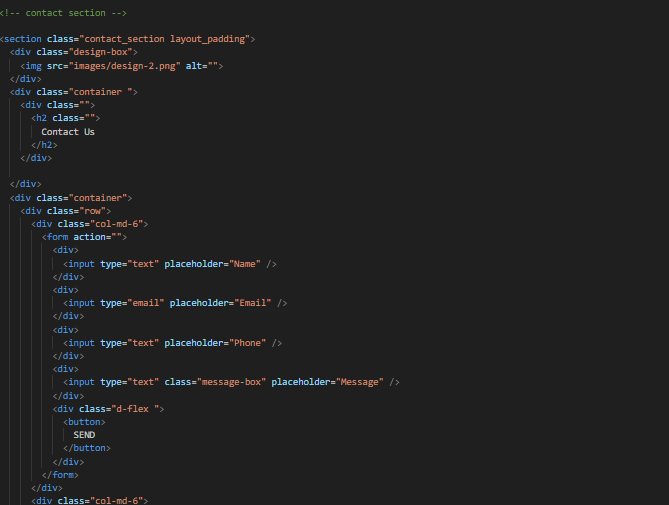 <!-- contact section -->
<section class="contact_section layout_padding">
<div class="design-box">
<img src="images/design-2.png" alt="">
</div>
<div class="container ">
<div class="">
<h2 class="">
Contact Us
</h2>
</div>
</div>
<div class="container">
<div class="row">
<div class="col-md-6">
<form action="">
<div>
<input type="text" placeholder="Name" />
</div>
<div>
<input type="email" placeholder="Email" />
</div>
<div>
<input type="text" placeholder="Phone" />
</div>
<div>
<input type="text" class="message-box" placeholder="Message" />
</div>
<div class="d-flex ">
<button>
SEND
</button>
</div>
</form>
</div>
<div class="col-md-6">